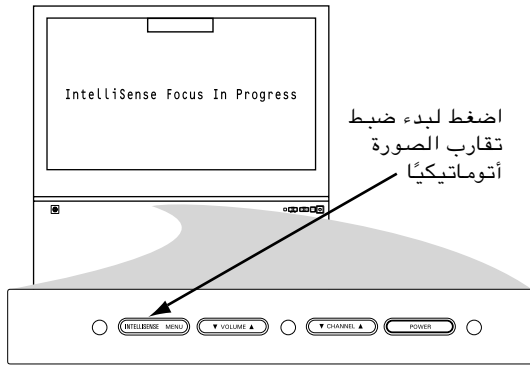 IntelliSense Focus In Progress
اضغط لبدء ضبط
تقارب الصورة
أتوماتيكيًا
INTELLISENSE MENU
▼ VOLUME ▲
▼ CHANNEL ▲
POWER